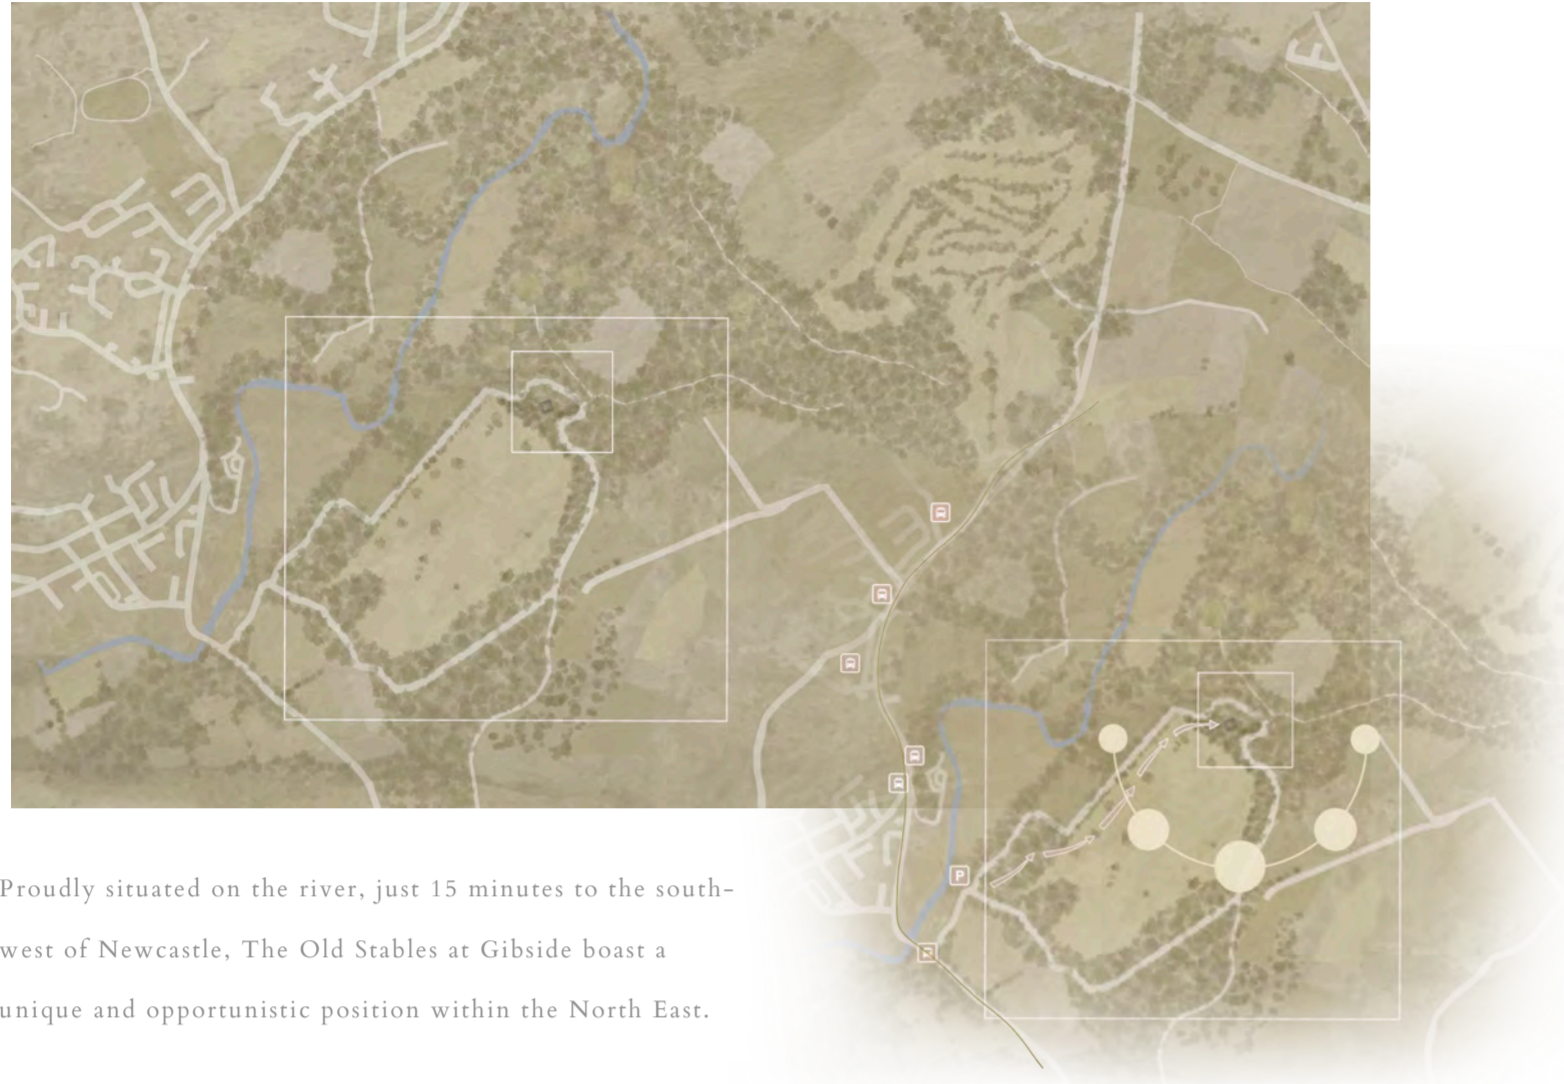 P
Proudly situated on the river, just 15 minutes to the south-
west of Newcastle, The Old Stables at Gibside boast a
unique and opportunistic position within the North East.